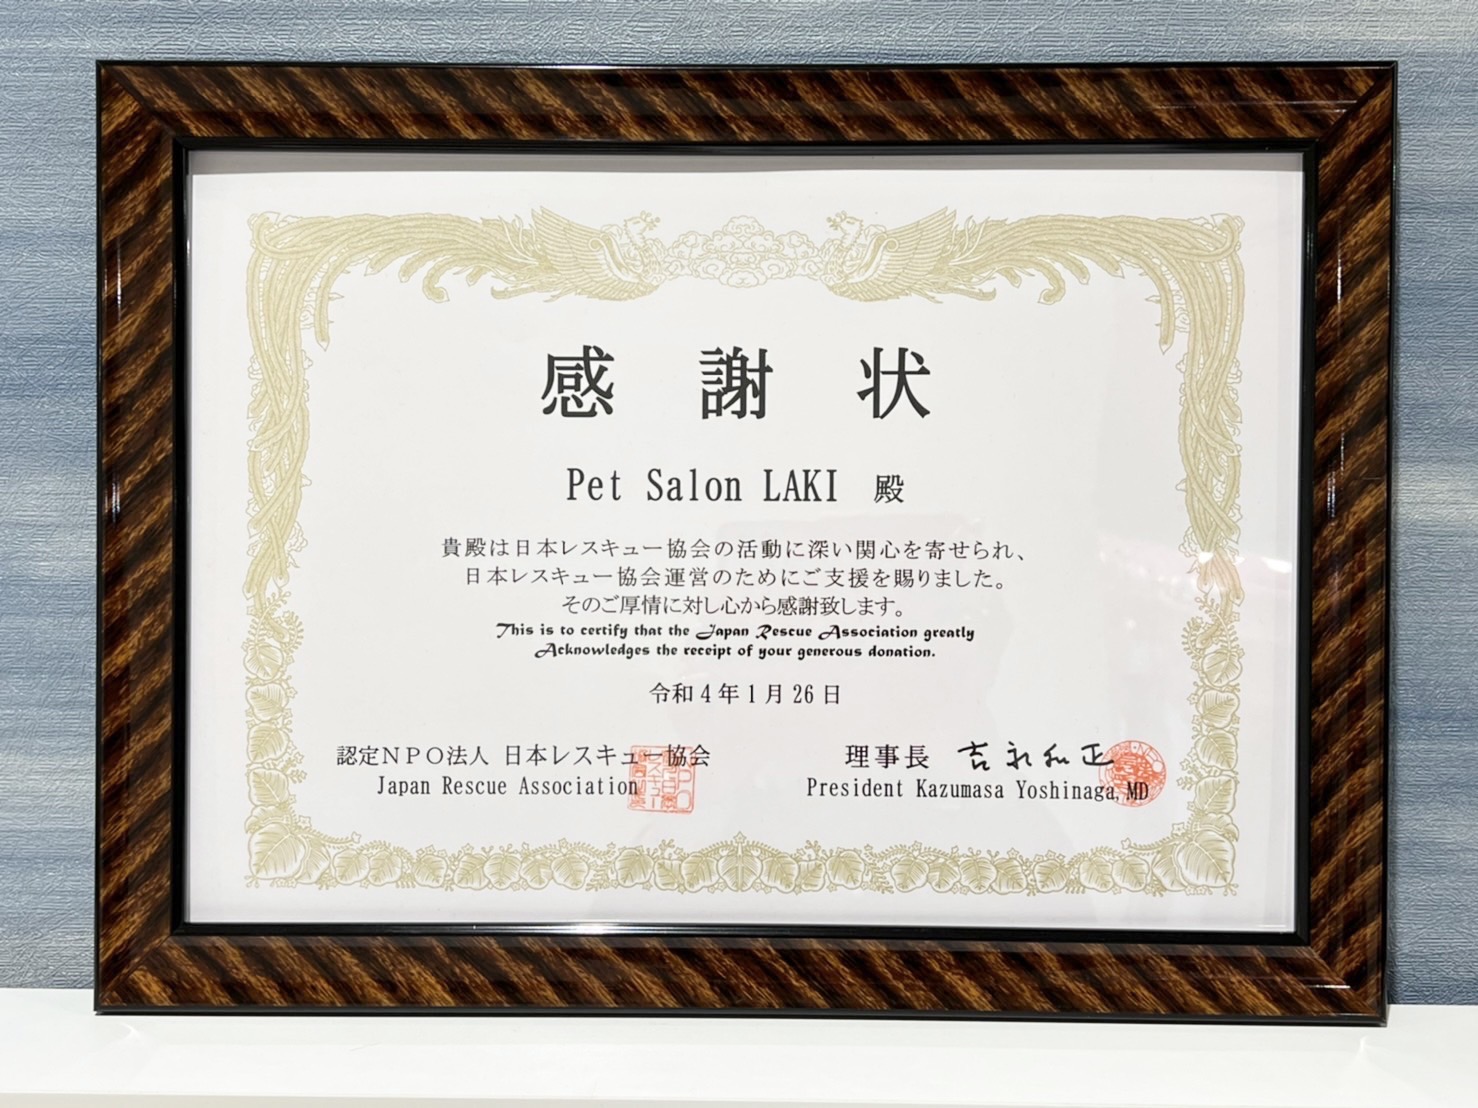 感謝状
Pet Salon LAKI 殿
貴殿は日本レスキュー協会の活動に深い関心を寄せられ、
日本レスキュー協会運営のためにご支援を賜りました。
そのご厚情に対し心から感謝致します。
This is to certify that the Japan Rescue Association greatly
Acknowledges the receipt of your generous donation.
令和4年1月26日
認定NPO法人 日本レスキュー協会
Japan Rescue Association
理事長 吉永和正
President Kazumasa Yoshinaga, MD